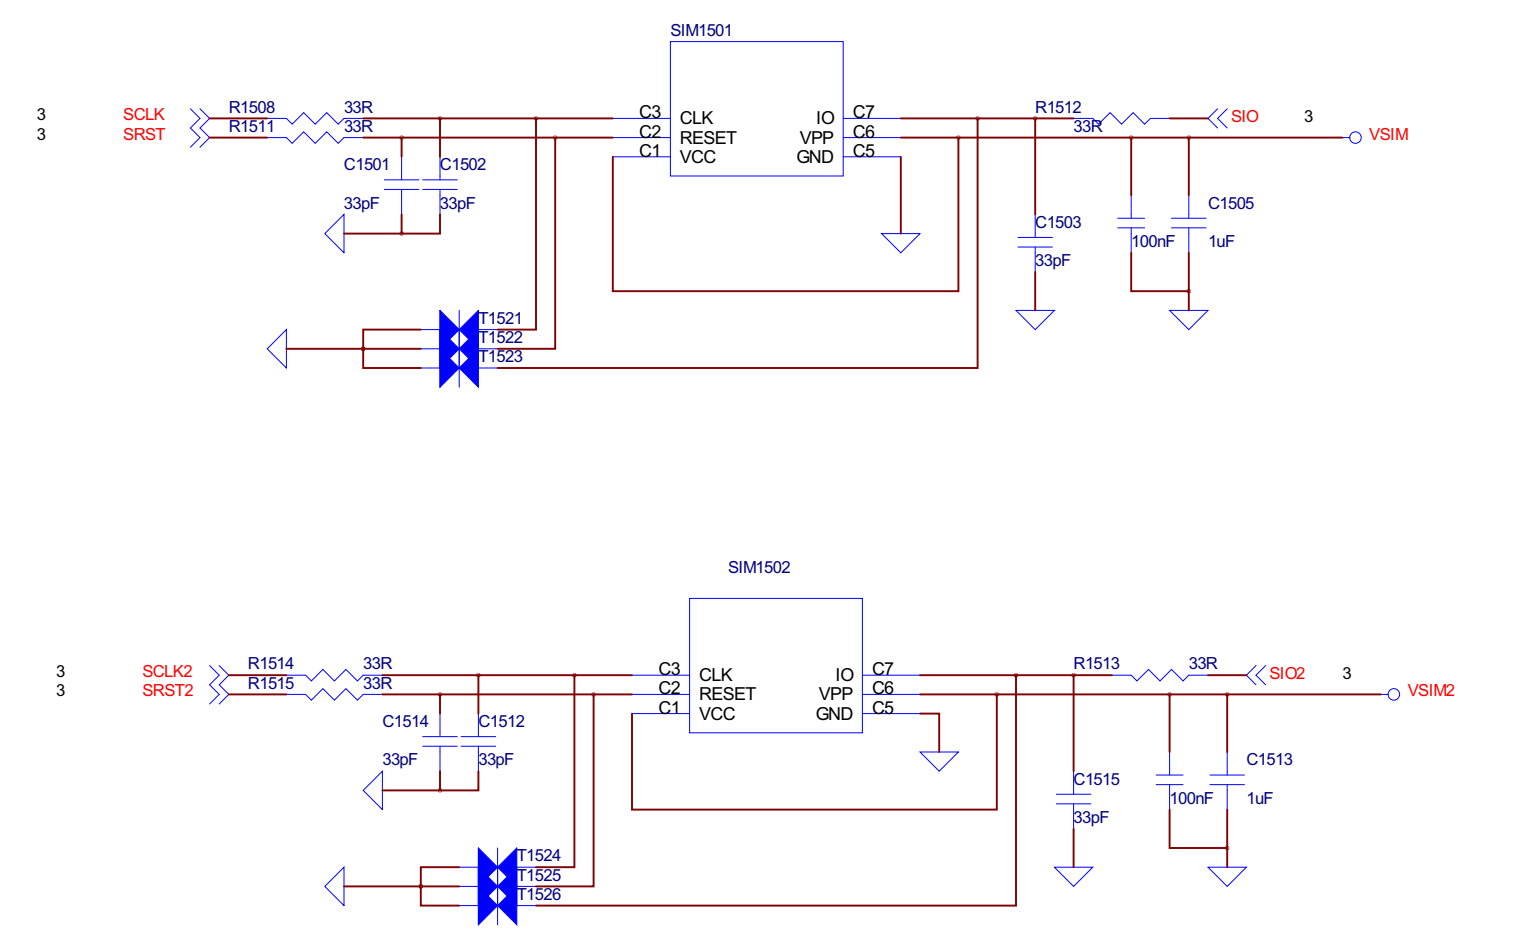 SIM1501
3 SCLK R1508 33R C3 CLK IO C7 R1512 SIO 3
3 SRST R1511 33R C2 RESET VPP C6 33R VSIM
C1 VCC GND C5
C1501 C1502
33pF 33pF
C1503 C1505
100nF 1uF
33pF
T1521
T1522
T1523
SIM1502
3 SCLK2 R1514 33R C3 CLK IO C7 R1513 33R SIO2 3
3 SRST2 R1515 33R C2 RESET VPP C6 VSIM2
C1 VCC GND C5
C1514 C1512
33pF 33pF
C1515 C1513
100nF 1uF
33pF
T1524
T1525
T1526